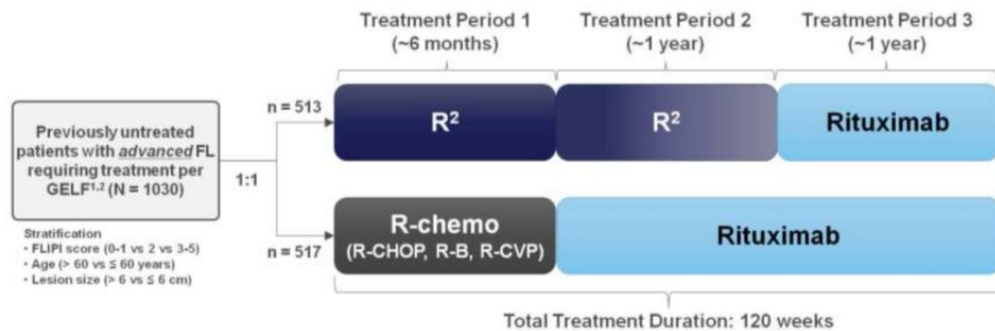 Treatment Period 1
(~6 months)
Treatment Period 2
(~1 year)
Treatment Period 3
(~1 year)
Previously untreated
patients with advanced FL
requiring treatment per
GELF¹,² (N = 1030)
Stratification
• FLIPI score (0-1 vs 2 vs 3-5)
• Age (> 60 vs ≤ 60 years)
• Lesion size (> 6 vs ≤ 6 cm)
1:1
n = 513
R²
R²
Rituximab
n = 517
R-chemo
(R-CHOP, R-B, R-CVP)
Rituximab
Total Treatment Duration: 120 weeks